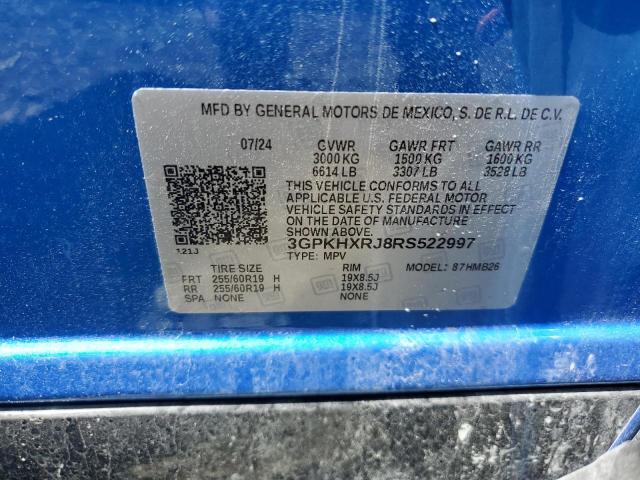 MFD BY GENERAL MOTORS DE MEXICO, S. DE R.L. DE C.V.
07/24 GVWR GAWR FRT GAWR RR
3000 KG 1500 KG 1600 KG
6614 LB 3307 LB 3528 LB
THIS VEHICLE CONFORMS TO ALL
APPLICABLE U.S. FEDERAL MOTOR
VEHICLE SAFETY STANDARDS IN EFFECT
ON THE DATE OF MANUFACTURE
SHOWN ABOVE.
3GPKHXRJ8RS522997
121J TYPE: MPV
TIRE SIZE RIM MODEL: 87HMB26
FRT 255/60R19 H 19X8.5J
RR 255/60R19 H 19X8.5J
SPA NONE NONE